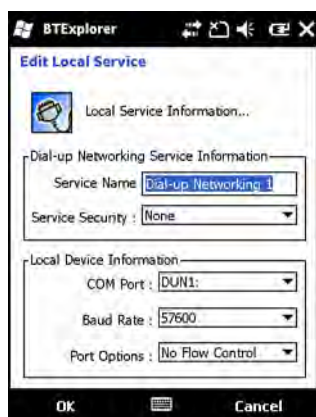 BTExplorer
Edit Local Service
Local Service Information...
Dial-up Networking Service Information
Service Name Dial-up Networking 1
Service Security : None
Local Device Information
COM Port : DUN1:
Baud Rate : 57600
Port Options : No Flow Control
OK Cancel